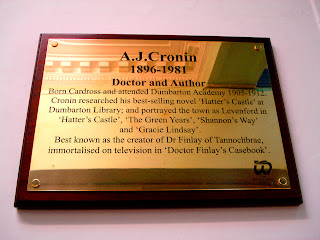 A.J.Cronin
1896-1981
Doctor and Author
Born Cardross and attended Dumbarton Academy 1905-1912.
Cronin researched his best-selling novel ‘Hatter's Castle’ at
Dumbarton Library; and portrayed the town as Levenford in
‘Hatter's Castle’, ‘The Green Years’, ‘Shannon's Way’
and ‘Gracie Lindsay’.
Best known as the creator of Dr Finlay of Tannochbrae,
immortalised on television in ‘Doctor Finlay's Casebook’.